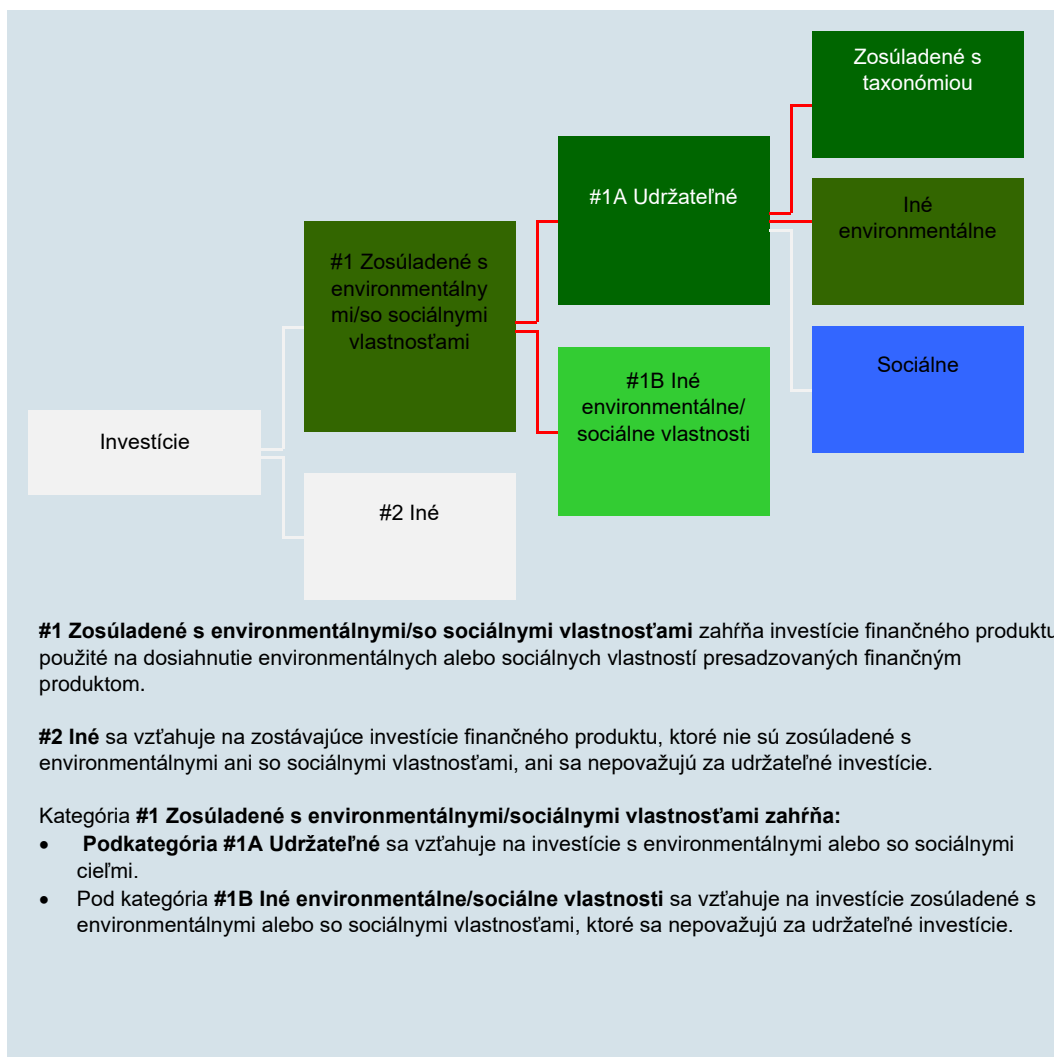 Zosúladené s
taxonómiou
#1A Udržateľné
Iné
environmentálne
#1 Zosúladené s
environmentálny
mi/so sociálnymi
vlastnosťami
Sociálne
#1B Iné
environmentálne/
sociálne vlastnosti
Investície
#2 Iné
#1 Zosúladené s environmentálnymi/so sociálnymi vlastnosťami zahŕňa investície finančného produktu
použité na dosiahnutie environmentálnych alebo sociálnych vlastností presadzovaných finančným
produktom.
#2 Iné sa vzťahuje na zostávajúce investície finančného produktu, ktoré nie sú zosúladené s
environmentálnymi ani so sociálnymi vlastnosťami, ani sa nepovažujú za udržateľné investície.
Kategória #1 Zosúladené s environmentálnymi/sociálnymi vlastnosťami zahŕňa:
• Podkategória #1A Udržateľné sa vzťahuje na investície s environmentálnymi alebo so sociálnymi
cieľmi.
• Pod kategória #1B Iné environmentálne/sociálne vlastnosti sa vzťahuje na investície zosúladené s
environmentálnymi alebo so sociálnymi vlastnosťami, ktoré sa nepovažujú za udržateľné investície.